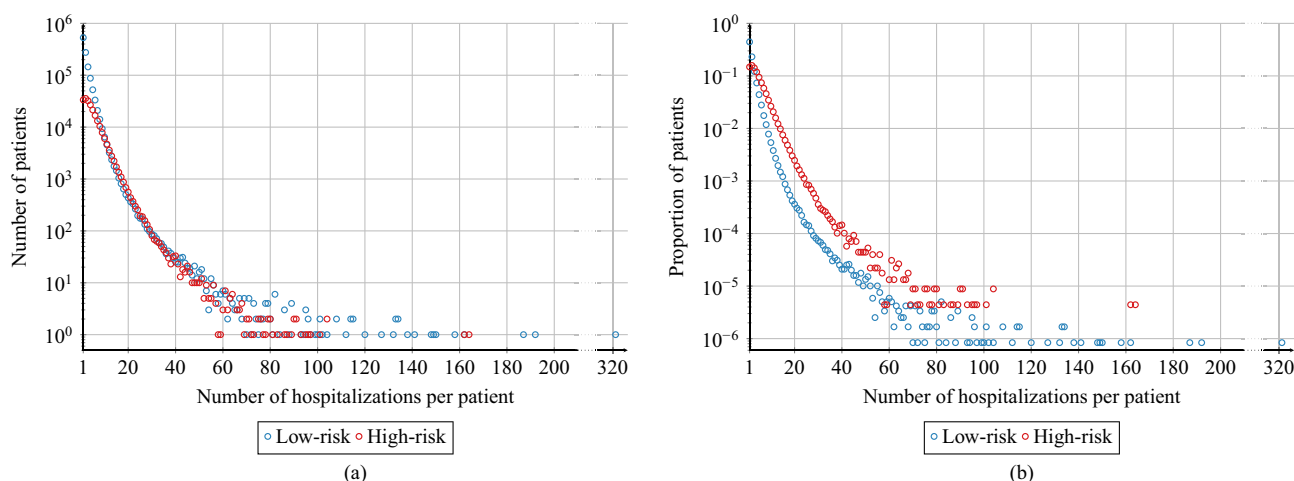 10^6
10^5
10^4
10^3
10^2
10^1
10^0
Number of patients
1 20 40 60 80 100 120 140 160 180 200 320
Number of hospitalizations per patient
Low-risk High-risk
(a)
10^0
10^-1
10^-2
10^-3
10^-4
10^-5
10^-6
Proportion of patients
1 20 40 60 80 100 120 140 160 180 200 320
Number of hospitalizations per patient
Low-risk High-risk
(b)